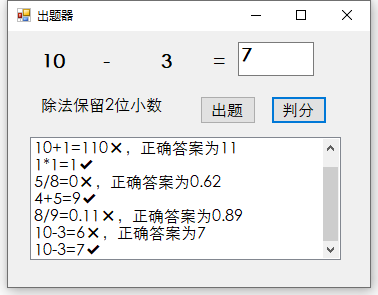 出题器
10 - 3 = 7
除法保留2位小数
出题 判分
10+1=110✕，正确答案为11
1*1=1✔
5/8=0✕，正确答案为0.62
4+5=9✔
8/9=0.11✕，正确答案为0.89
10-3=6✕，正确答案为7
10-3=7✔